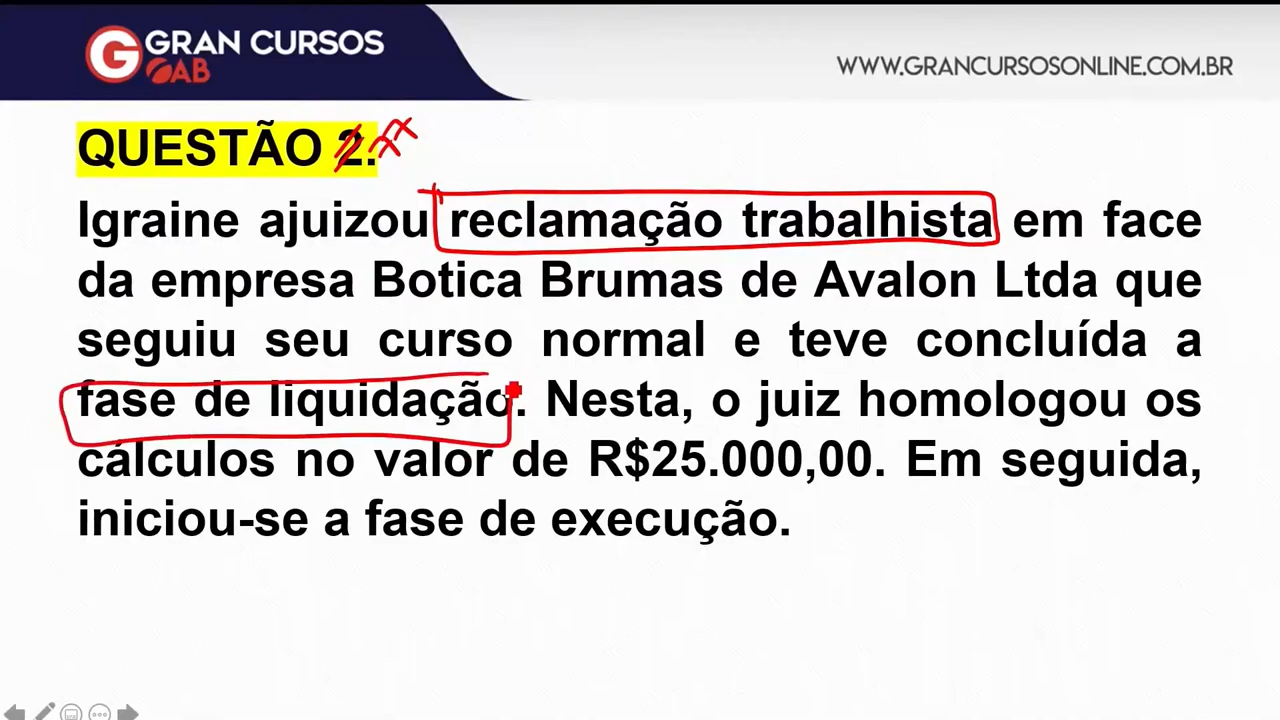 GRAN CURSOS
OAB
WWW.GRANCURSOSONLINE.COM.BR
QUESTÃO 2.
Igraine ajuizou reclamação trabalhista em face
da empresa Botica Brumas de Avalon Ltda que
seguiu seu curso normal e teve concluída a
fase de liquidação. Nesta, o juiz homologou os
cálculos no valor de R$25.000,00. Em seguida,
iniciou-se a fase de execução.